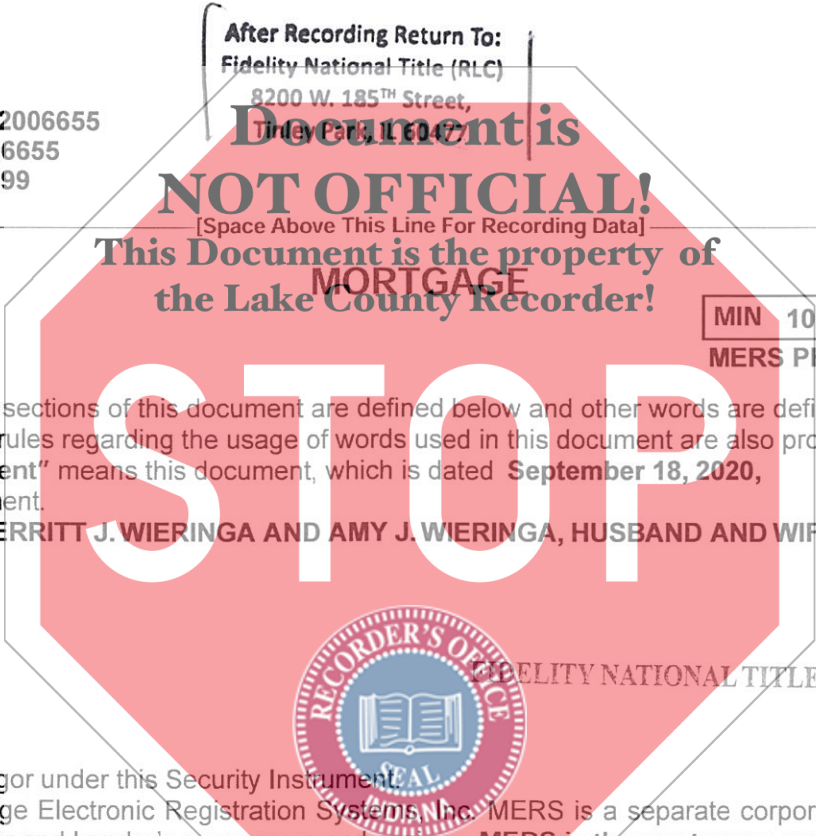 After Recording Return To:
Fidelity National Title (RLC)
8200 W. 185TH Street,
Tinley Park, IL 60477
2006655
6655
99
Document is
NOT OFFICIAL!
[Space Above This Line For Recording Data]
This Document is the property of
the Lake County Recorder!
MORTGAGE
MIN 10
MERS PI
STOP
sections of this document are defined below and other words are defi
rules regarding the usage of words used in this document are also pro
ent" means this document, which is dated September 18, 2020,
ent.
ERRITT J. WIERINGA AND AMY J. WIERINGA, HUSBAND AND WIF
RECORDER'S OFFICE
SEAL
INDIANA
FIDELITY NATIONAL TITLE
gor under this Security Instrument.
ge Electronic Registration Systems, Inc. MERS is a separate corpor